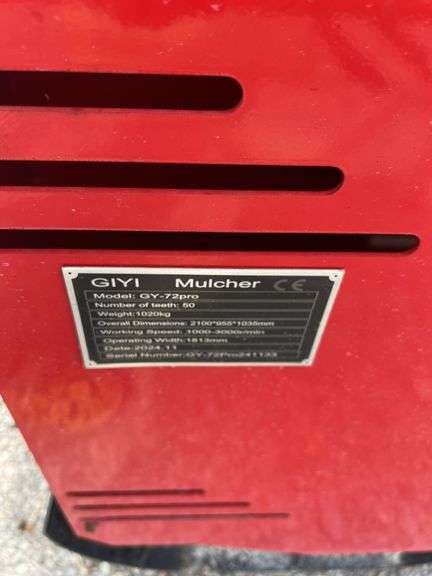 GIYI Mulcher CE
Model: GY-72pro
Number of teeth: 50
Weight:1020kg
Overall Dimensions: 2100*955*1035mm
Working Speed: 1000-3000r/min
Operating Width:1813mm
Date:2024.11
Serial Number:GY-72Pro241133